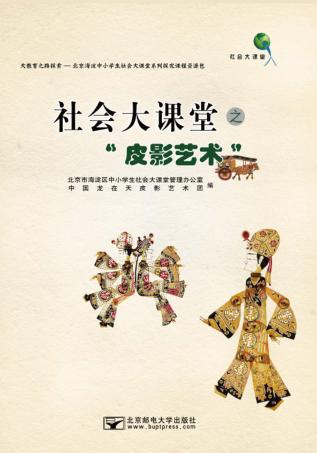 社会大课堂
大教育之路探索——北京海淀中小学生社会大课堂系列探究课程资源包
社会大课堂之
“皮影艺术”
北京市海淀区中小学生社会大课堂管理办公室
中国龙在天皮影艺术团
编
北京邮电大学出版社
www.buptpress.com